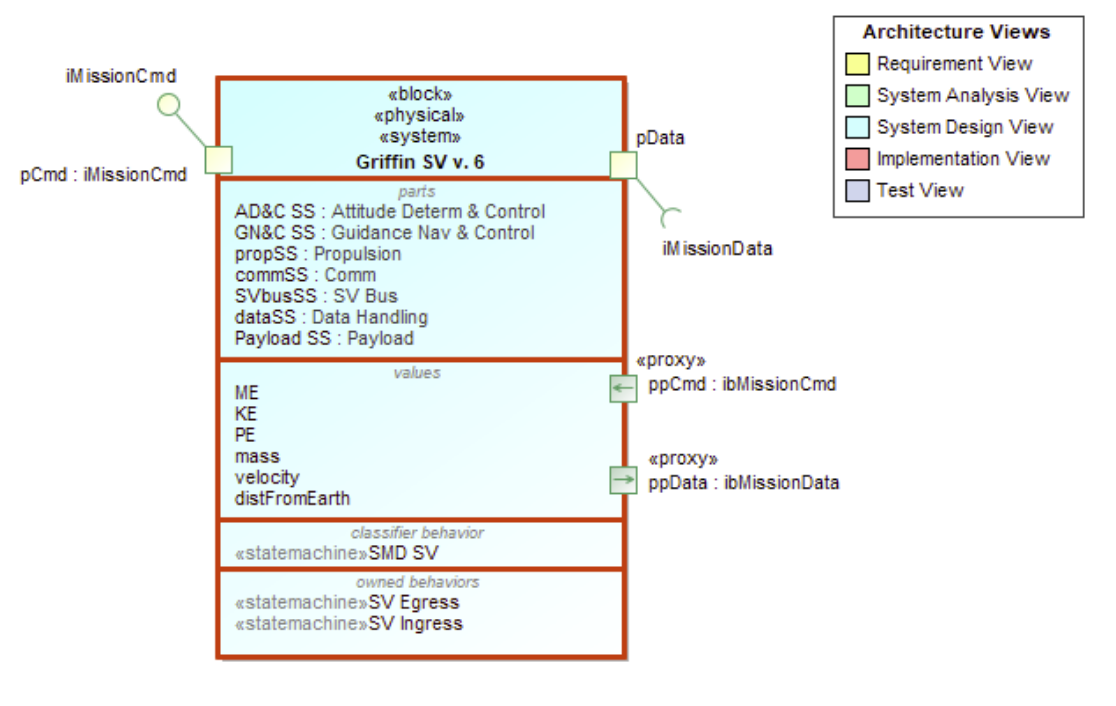 Architecture Views
Requirement View
System Analysis View
System Design View
Implementation View
Test View
iMissionCmd
pCmd : iMissionCmd
«block»
«physical»
«system»
Griffin SV v. 6
pData
iMissionData
parts
AD&C SS : Attitude Determ & Control
GN&C SS : Guidance Nav & Control
propSS : Propulsion
commSS : Comm
SVbusSS : SV Bus
dataSS : Data Handling
Payload SS : Payload
values
ME
KE
PE
mass
velocity
distFromEarth
«proxy»
ppCmd : ibMissionCmd
«proxy»
ppData : ibMissionData
classifier behavior
«statemachine»SMD SV
owned behaviors
«statemachine»SV Egress
«statemachine»SV Ingress